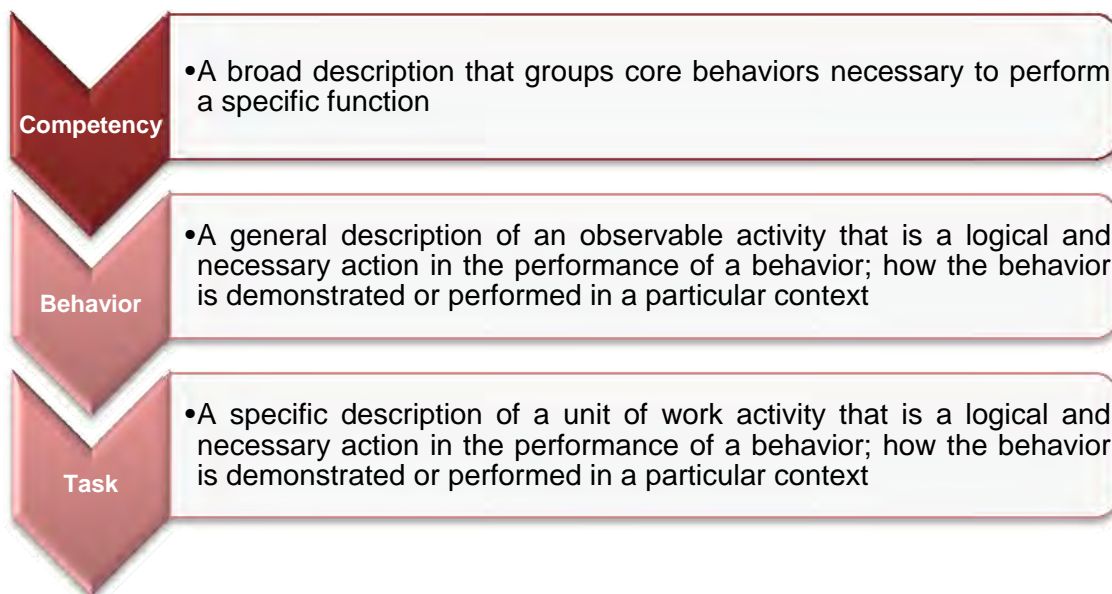 Competency
•A broad description that groups core behaviors necessary to perform
a specific function
Behavior
•A general description of an observable activity that is a logical and
necessary action in the performance of a behavior; how the behavior
is demonstrated or performed in a particular context
Task
•A specific description of a unit of work activity that is a logical and
necessary action in the performance of a behavior; how the behavior
is demonstrated or performed in a particular context